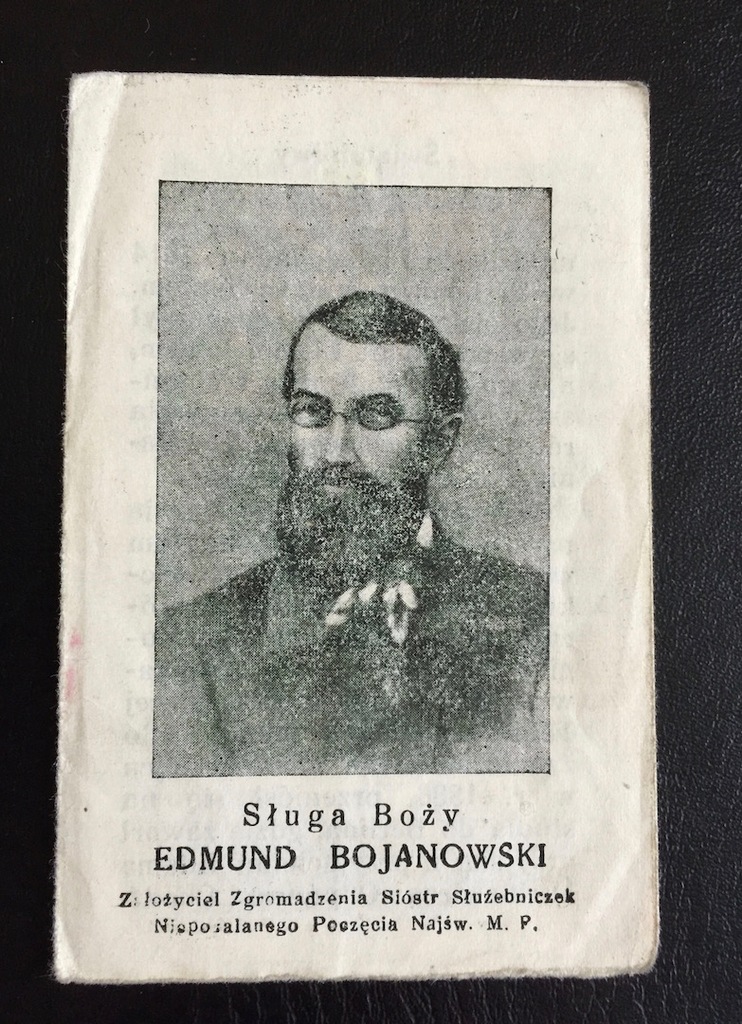 Sługa Boży
EDMUND BOJANOWSKI
Założyciel Zgromadzenia Sióstr Służebniczek
Niepokalanego Poczęcia Najśw. M. P.